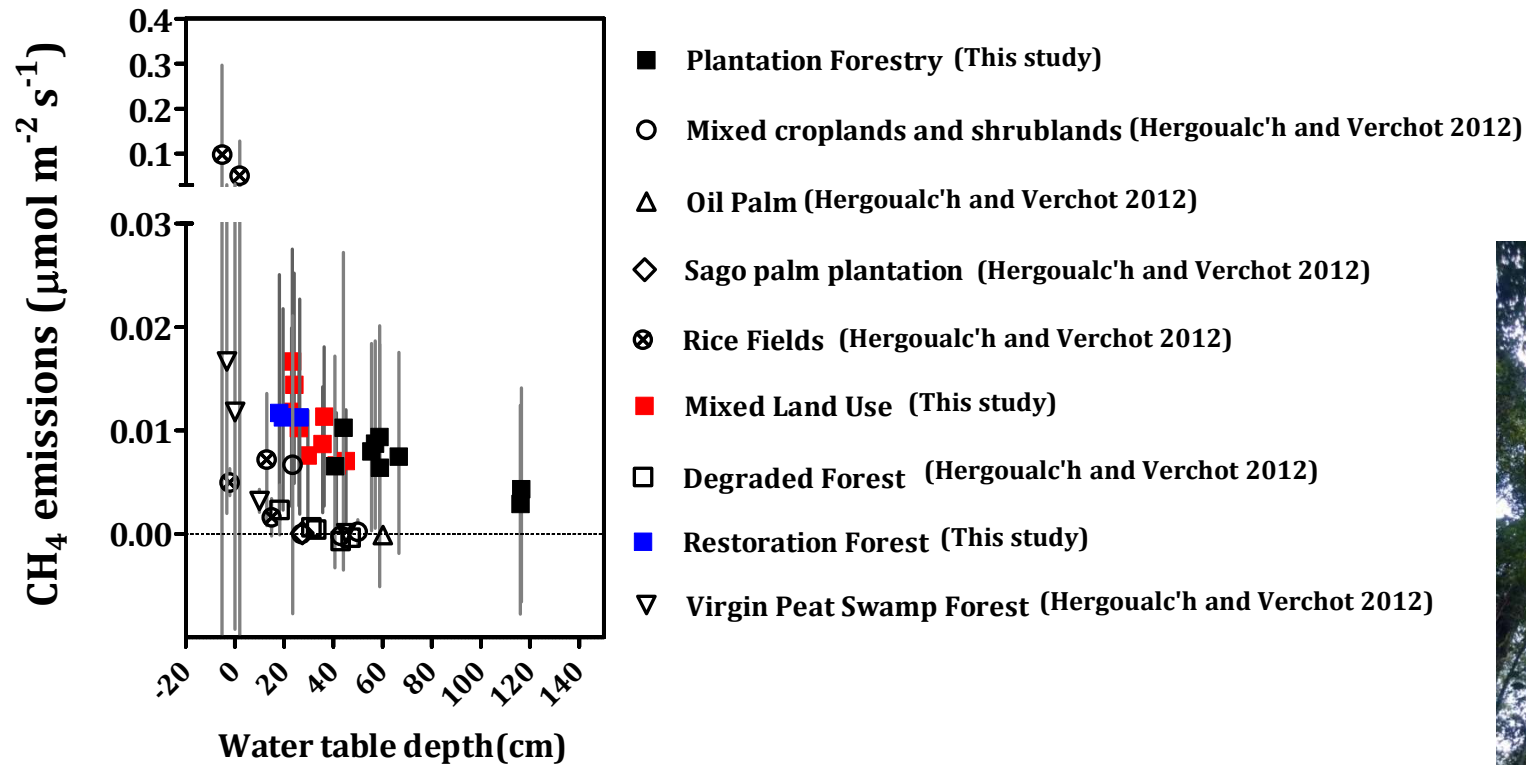 CH4 emissions (µmol m-2 s-1)
0.4
0.3
0.2
0.1
0.03
0.02
0.01
0.00
-20 0 20 40 60 80 100 120 140
Water table depth(cm)
Plantation Forestry (This study)
Mixed croplands and shrublands (Hergoualc'h and Verchot 2012)
Oil Palm (Hergoualc'h and Verchot 2012)
Sago palm plantation (Hergoualc'h and Verchot 2012)
Rice Fields (Hergoualc'h and Verchot 2012)
Mixed Land Use (This study)
Degraded Forest (Hergoualc'h and Verchot 2012)
Restoration Forest (This study)
Virgin Peat Swamp Forest (Hergoualc'h and Verchot 2012)